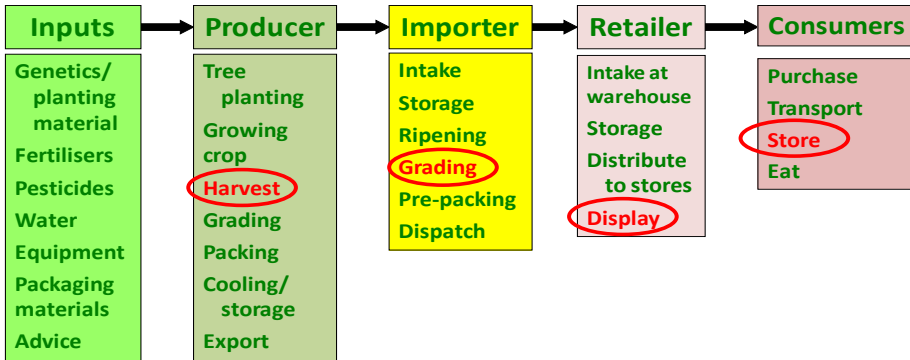 Inputs
Genetics/
planting
material
Fertilisers
Pesticides
Water
Equipment
Packaging
materials
Advice
Producer
Tree
planting
Growing
crop
Harvest
Grading
Packing
Cooling/
storage
Export
Importer
Intake
Storage
Ripening
Grading
Pre-packing
Dispatch
Retailer
Intake at
warehouse
Storage
Distribute
to stores
Display
Consumers
Purchase
Transport
Store
Eat